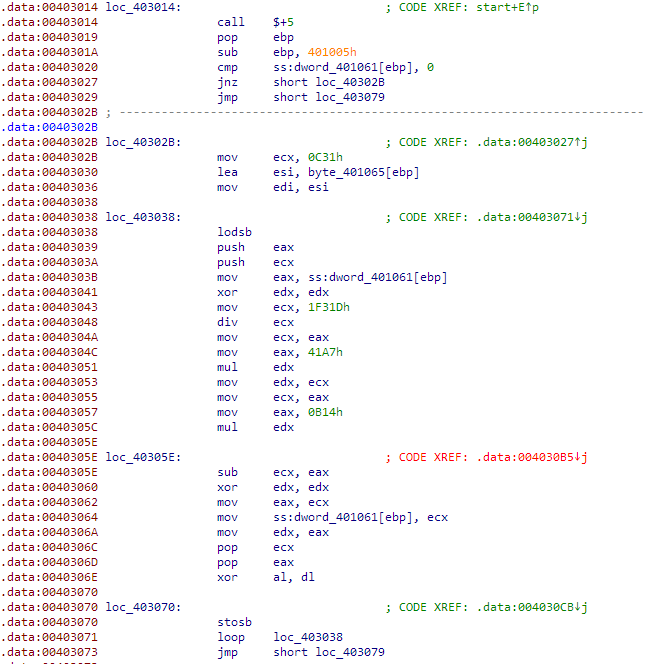 .data:00403014 loc_403014: ; CODE XREF: start+E↑p
.data:00403014 call $+5
.data:00403019 pop ebp
.data:0040301A sub ebp, 401005h
.data:00403020 cmp ss:dword_401061[ebp], 0
.data:00403027 jnz short loc_40302B
.data:00403029 jmp short loc_403079
.data:0040302B ; ---------------------------------------------------------------------------
.data:0040302B
.data:0040302B loc_40302B: ; CODE XREF: .data:00403027↑j
.data:0040302B mov ecx, 0C31h
.data:00403030 lea esi, byte_401065[ebp]
.data:00403036 mov edi, esi
.data:00403038
.data:00403038 loc_403038: ; CODE XREF: .data:00403071↓j
.data:00403038 lodsb
.data:00403039 push eax
.data:0040303A push ecx
.data:0040303B mov eax, ss:dword_401061[ebp]
.data:00403041 xor edx, edx
.data:00403043 mov ecx, 1F31Dh
.data:00403048 div ecx
.data:0040304A mov ecx, eax
.data:0040304C mov eax, 41A7h
.data:00403051 mul edx
.data:00403053 mov edx, ecx
.data:00403055 mov ecx, eax
.data:00403057 mov eax, 0B14h
.data:0040305C mul edx
.data:0040305E
.data:0040305E loc_40305E: ; CODE XREF: .data:004030B5↓j
.data:0040305E sub ecx, eax
.data:00403060 xor edx, edx
.data:00403062 mov eax, ecx
.data:00403064 mov ss:dword_401061[ebp], ecx
.data:0040306A mov edx, eax
.data:0040306C pop ecx
.data:0040306D pop eax
.data:0040306E xor al, dl
.data:00403070
.data:00403070 loc_403070: ; CODE XREF: .data:004030CB↓j
.data:00403070 stosb
.data:00403071 loop loc_403038
.data:00403073 jmp short loc_403079